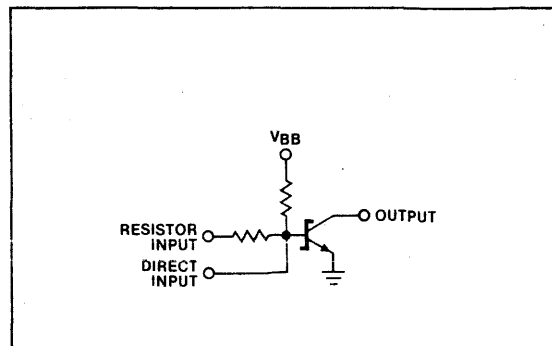 VBB
OUTPUT
RESISTOR
INPUT
DIRECT
INPUT